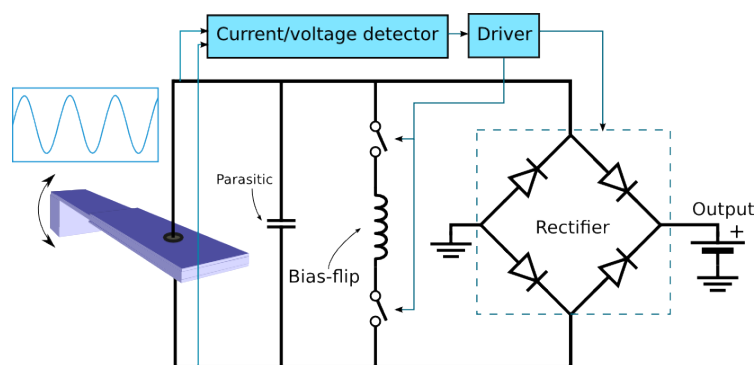 Current/voltage detector
Driver
Parasitic
Bias-flip
Rectifier
Output
+